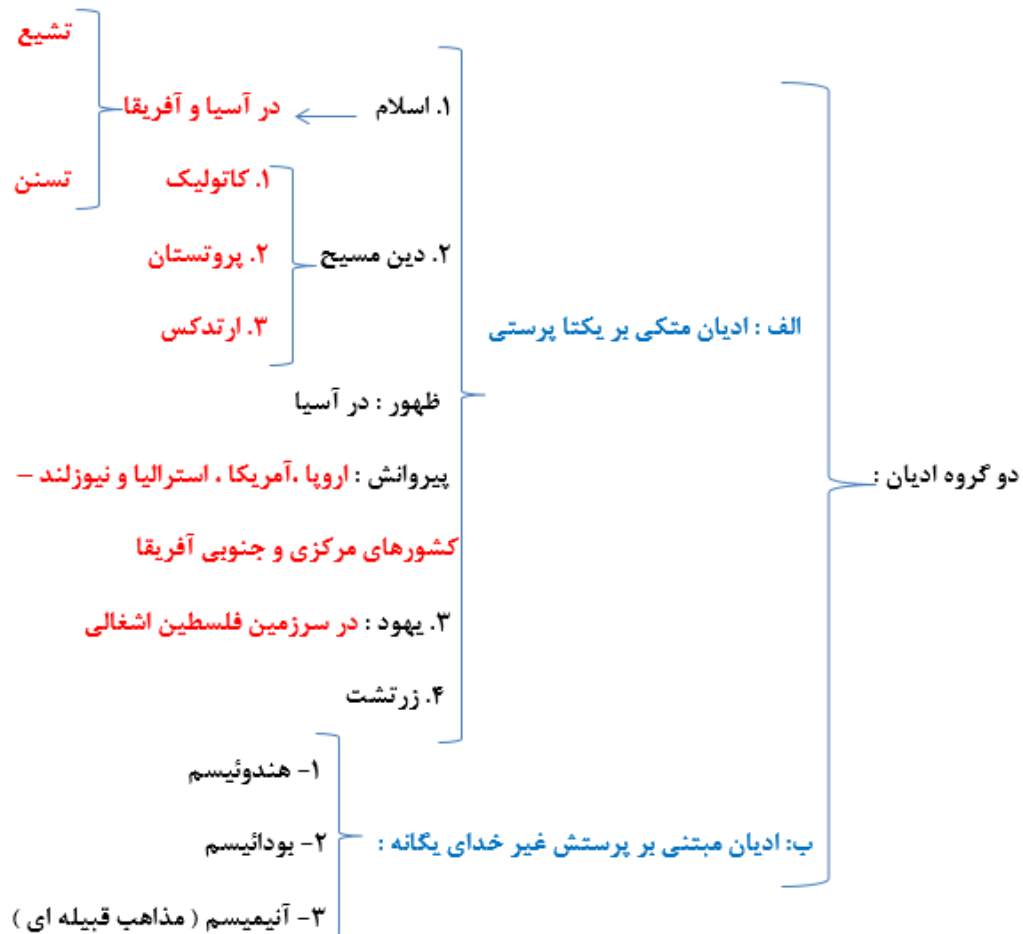 دو گروه ادیان :
الف : ادیان متکی بر یکتا پرستی
۱. اسلام
در آسیا و آفریقا
تشیع
تسنن
۲. دین مسیح
۱. کاتولیک
۲. پروتستان
۳. ارتدکس
ظهور : در آسیا
پیروانش : اروپا ،آمریکا ، استرالیا و نیوزلند –
کشورهای مرکزی و جنوبی آفریقا
۳. یهود : در سرزمین فلسطین اشغالی
۴. زرتشت
ب: ادیان مبتنی بر پرستش غیر خدای یگانه :
۱- هندوئیسم
۲- بودائیسم
۳- آنیمیسم ( مذاهب قبیله ای )